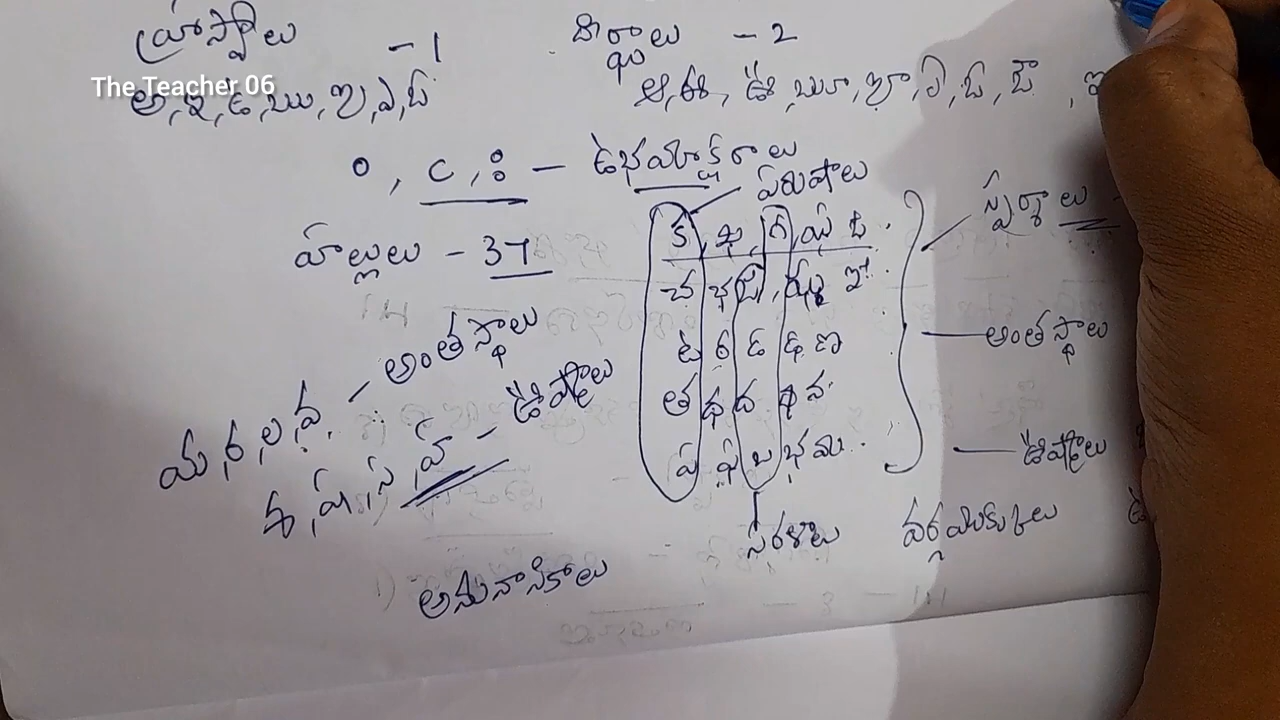 హ్రస్వాలు - 1
దీర్ఘాలు - 2
The Teacher 06
అ, ఇ, ఉ, ఋ, ఎ, ఒ
ఆ, ఈ, ఊ, ౠ, ఏ, ఓ, ఔ,
ం, ఁ, ః - ఉభయాక్షరాలు
పరుషాలు
హల్లులు - 37
క, ఖ, గ, ఘ, ఙ
చ ఛ జ, ఝ ఞ
ట ఠ డ ఢ ణ
త థ ద ధ న
ప ఫ బ భ మ
స్పర్శాలు
అంతస్థాలు
ఊష్మాలు
సరళాలు
వర్గయుక్కులు
య, ర, ల, వ - అంతస్థాలు
శ, ష, స, హ - ఊష్మాలు
అనునాసికాలు